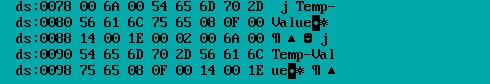 ds:0078 00 6A 00 54 65 6D 70 2D  j Temp-
ds:0080 56 61 6C 75 65 08 0F 00 Value◘☼
ds:0088 14 00 1E 00 02 00 6A 00 ¶ ▲ ☻ j
ds:0090 54 65 6D 70 2D 56 61 6C Temp-Val
ds:0098 75 65 08 0F 00 14 00 1E ue◘☼ ¶ ▲